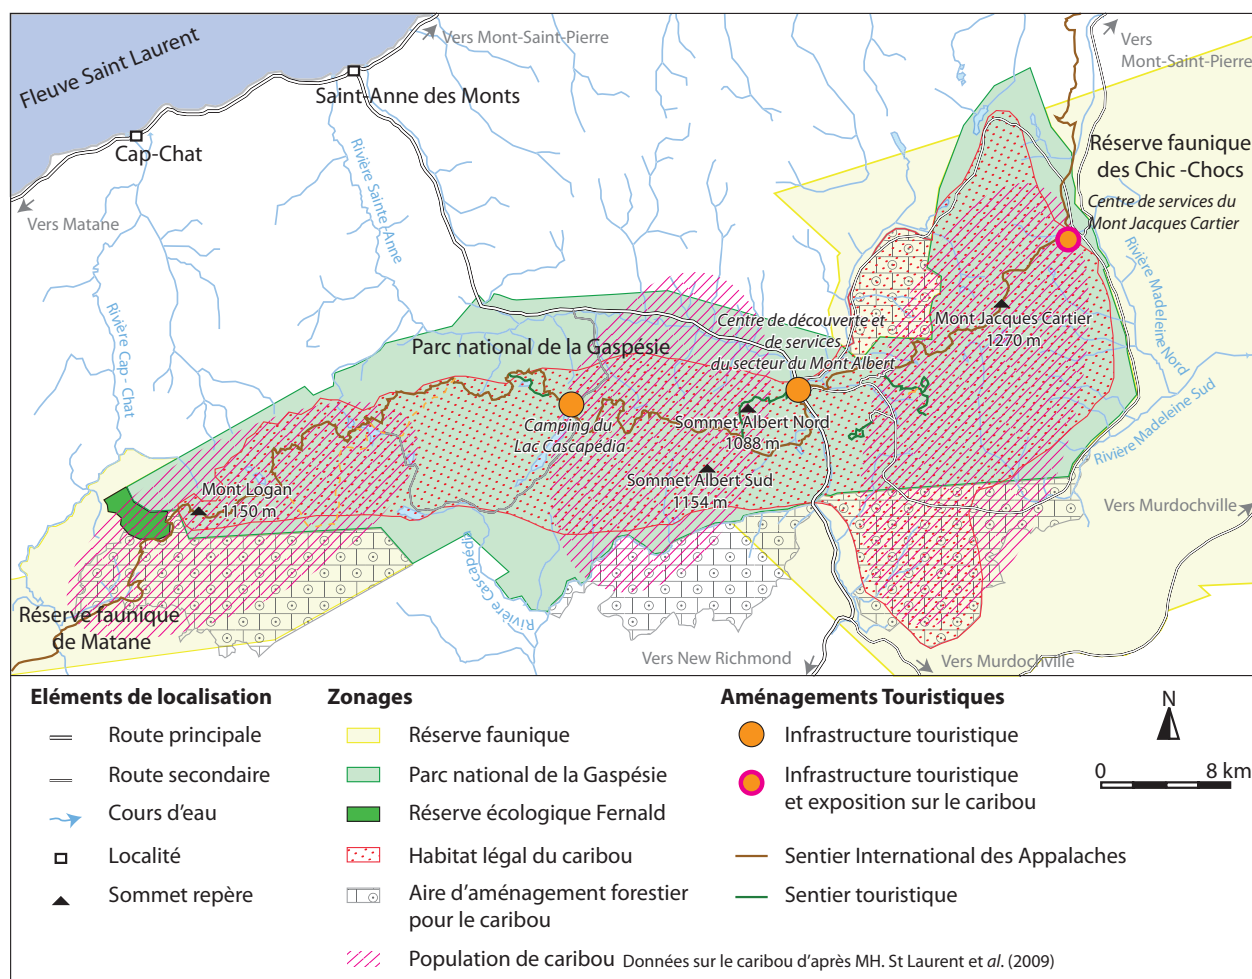 Vers Mont-Saint-Pierre
Vers
Mont-Saint-Pierre
Fleuve Saint Laurent
Saint-Anne des Monts
Cap-Chat
Vers Matane
Rivière Sainte-Anne
Rivière Cap - Chat
Réserve faunique
des Chic -Chocs
Centre de services du
Mont Jacques Cartier
Rivière Madeleine Nord
Rivière Madeleine Sud
Mont Jacques Cartier
1270 m
Centre de découverte et
de services
du secteur du Mont Albert
Parc national de la Gaspésie
Camping du
Lac Cascapédia
Sommet Albert Nord
1088 m
Sommet Albert Sud
1154 m
Mont Logan
1150 m
Vers Murdochville
Rivière Cascapédia
Réserve faunique
de Matane
Vers New Richmond
Vers Murdochville
Eléments de localisation
Route principale
Route secondaire
Cours d'eau
Localité
Sommet repère
Zonages
Réserve faunique
Parc national de la Gaspésie
Réserve écologique Fernald
Habitat légal du caribou
Aire d'aménagement forestier
pour le caribou
Population de caribou
Données sur le caribou d'après MH. St Laurent et al. (2009)
Aménagements Touristiques
Infrastructure touristique
Infrastructure touristique
et exposition sur le caribou
Sentier International des Appalaches
Sentier touristique
N
0 8 km